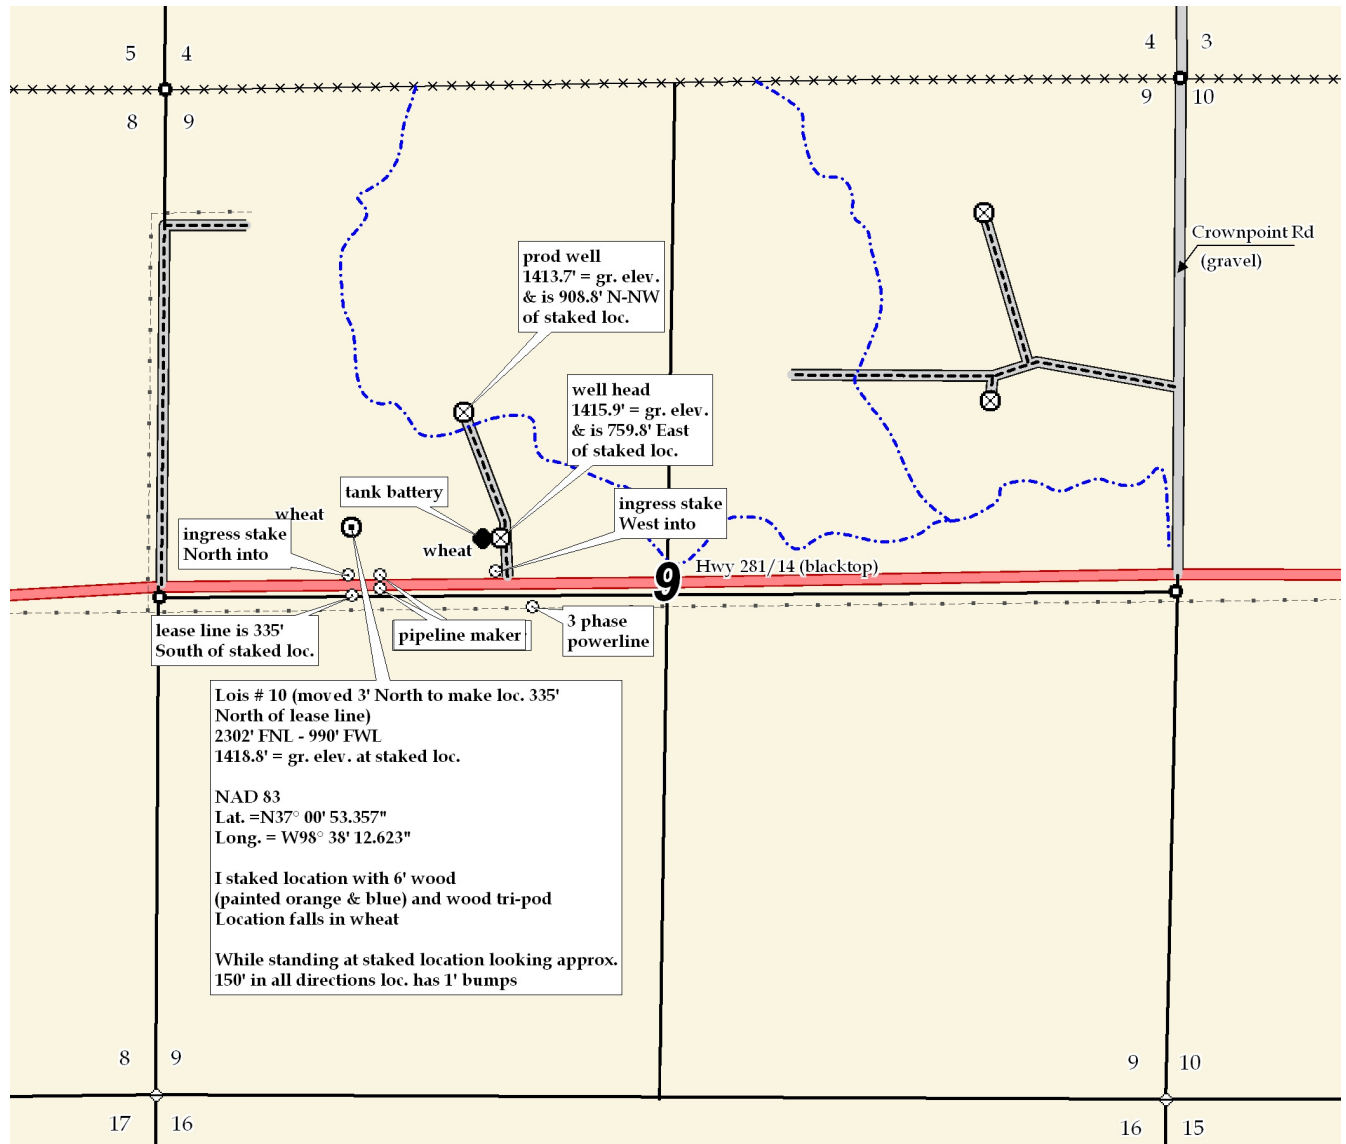 5 4
4 3
8 9
9 10
Crownpoint Rd
(gravel)
prod well
1413.7' = gr. elev.
& is 908.8' N-NW
of staked loc.
well head
1415.9' = gr. elev.
& is 759.8' East
of staked loc.
tank battery
ingress stake
West into
wheat
ingress stake
North into
wheat
Hwy 281/14 (blacktop)
9
lease line is 335'
South of staked loc.
pipeline maker
3 phase
powerline
Lois # 10 (moved 3' North to make loc. 335'
North of lease line)
2302' FNL - 990' FWL
1418.8' = gr. elev. at staked loc.
NAD 83
Lat. =N37° 00' 53.357"
Long. = W98° 38' 12.623"
I staked location with 6' wood
(painted orange & blue) and wood tri-pod
Location falls in wheat
While standing at staked location looking approx.
150' in all directions loc. has 1' bumps
8 9
9 10
17 16
16 15